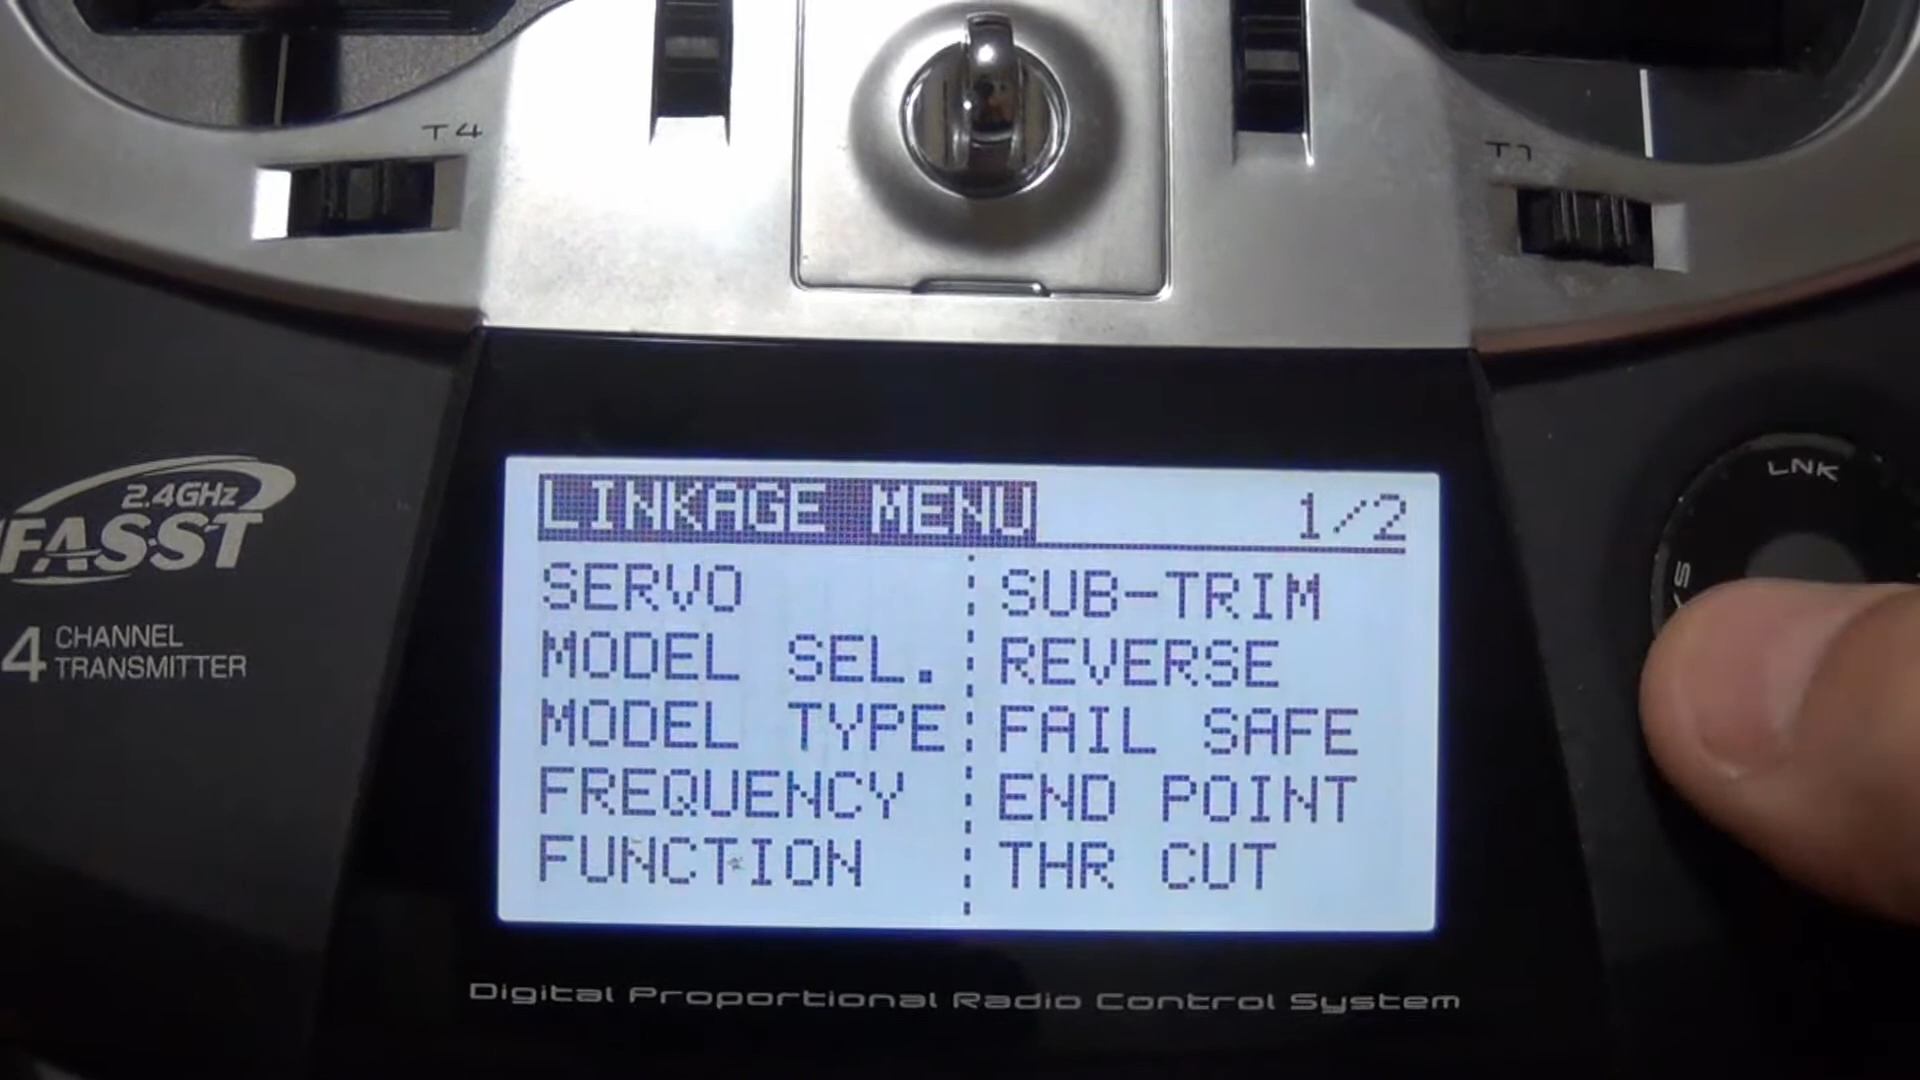 T4
T1
LNK
S
2.4GHz
FASST
4 CHANNEL
TRANSMITTER
LINKAGE MENU 1/2
SERVO SUB-TRIM
MODEL SEL. REVERSE
MODEL TYPE FAIL SAFE
FREQUENCY END POINT
FUNCTION THR CUT
Digital Proportional Radio Control System